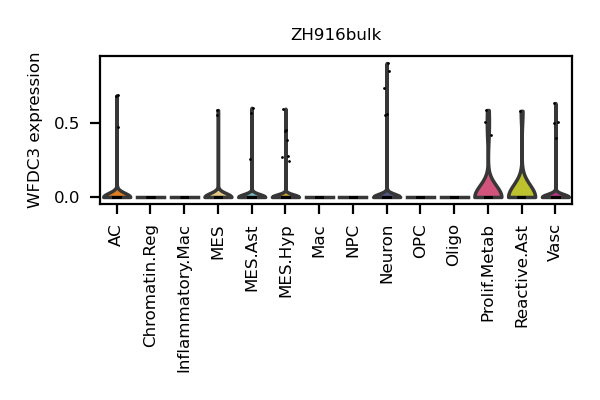 ZH916bulk
WFDC3 expression
0.5
0.0
AC
Chromatin.Reg
Inflammatory.Mac
MES
MES.Ast
MES.Hyp
Mac
NPC
Neuron
OPC
Oligo
Prolif.Metab
Reactive.Ast
Vasc